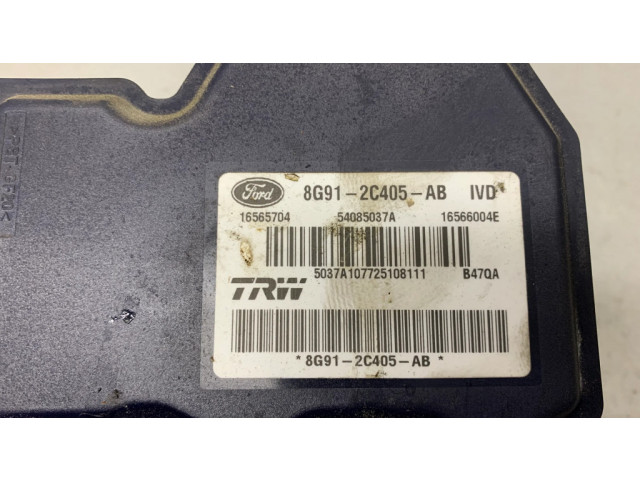 Ford 8G91-2C405-AB IVD
16565704 54085037A 16566004E
5037A107725108111 B47QA
TRW
* 8G91-2C405-AB *